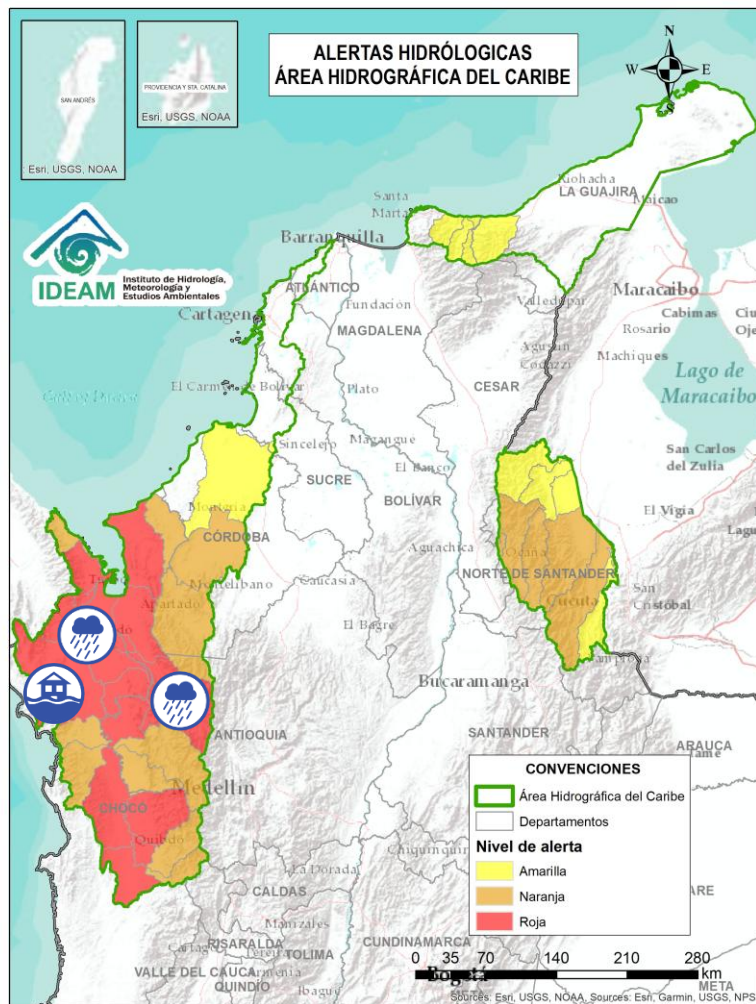 ALERTAS HIDRÓLOGICAS
ÁREA HIDROGRÁFICA DEL CARIBE
N
W E
S
SAN ANDRÉS
Esri, USGS, NOAA
PROVIDENCIA Y STA. CATALINA
Esri, USGS, NOAA
IDEAM
Instituto de Hidrología,
Meteorología y
Estudios Ambientales
Riohacha
LA GUAJIRA
Maicao
Santa
Marta
Barranquilla
ATLÁNTICO
Fundación
Valledupar
Maracaibo
Cartagena
MAGDALENA
Cabimas
Rosario
Agustín
Codazzi
Machiques
CESAR
Lago de
Maracaibo
El Carmen de Bolívar
Plato
Sincelejo
Magangue
San Carlos
del Zulia
El Banco
SUCRE
BOLÍVAR
Montería
El Vigía
CÓRDOBA
Aguachica
Ocaña
NORTE DE SANTANDER
Montelíbano
Caucasia
Apartadó
Cúcuta
San
Cristóbal
El Bagre
Pamplona
Bucaramanga
ANTIOQUIA
SANTANDER
ARAUCA
Medellín
CHOCÓ
Quibdó
La Dorada
Chiquinqui
CALDAS
Manizales
RISARALDA
TOLIMA
CUNDINAMARCA
VALLE DEL CAUCA
Armenia
QUINDÍO
Ibagué
Bogotá
META
CONVENCIONES
Área Hidrográfica del Caribe
Departamentos
Nivel de alerta
Amarilla
Naranja
Roja
0 35 70 140 210 280
km
Sources: Esri, USGS, NOAA, Sources: Esri, Garmin, USGS, NPS